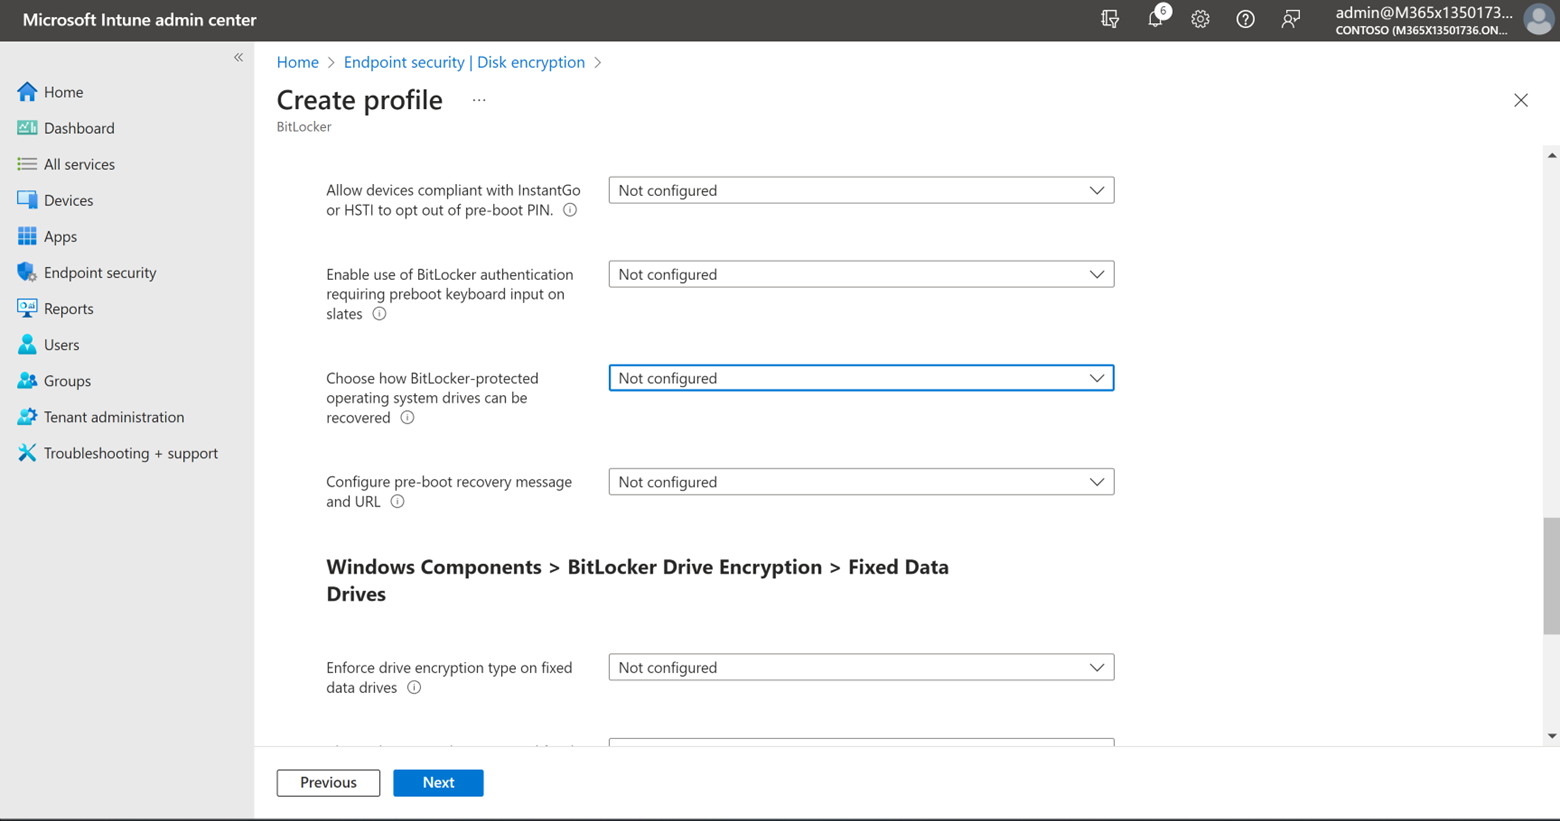 Microsoft Intune admin center
6
admin@M365x1350173...
CONTOSO (M365X13501736.ON...
«
Home
Dashboard
All services
Devices
Apps
Endpoint security
Reports
Users
Groups
Tenant administration
Troubleshooting + support
Home > Endpoint security | Disk encryption >
Create profile ...
BitLocker
Allow devices compliant with InstantGo
or HSTI to opt out of pre-boot PIN.
Not configured
Enable use of BitLocker authentication
requiring preboot keyboard input on
slates
Not configured
Choose how BitLocker-protected
operating system drives can be
recovered
Not configured
Configure pre-boot recovery message
and URL
Not configured
Windows Components > BitLocker Drive Encryption > Fixed Data
Drives
Enforce drive encryption type on fixed
data drives
Not configured
Previous
Next